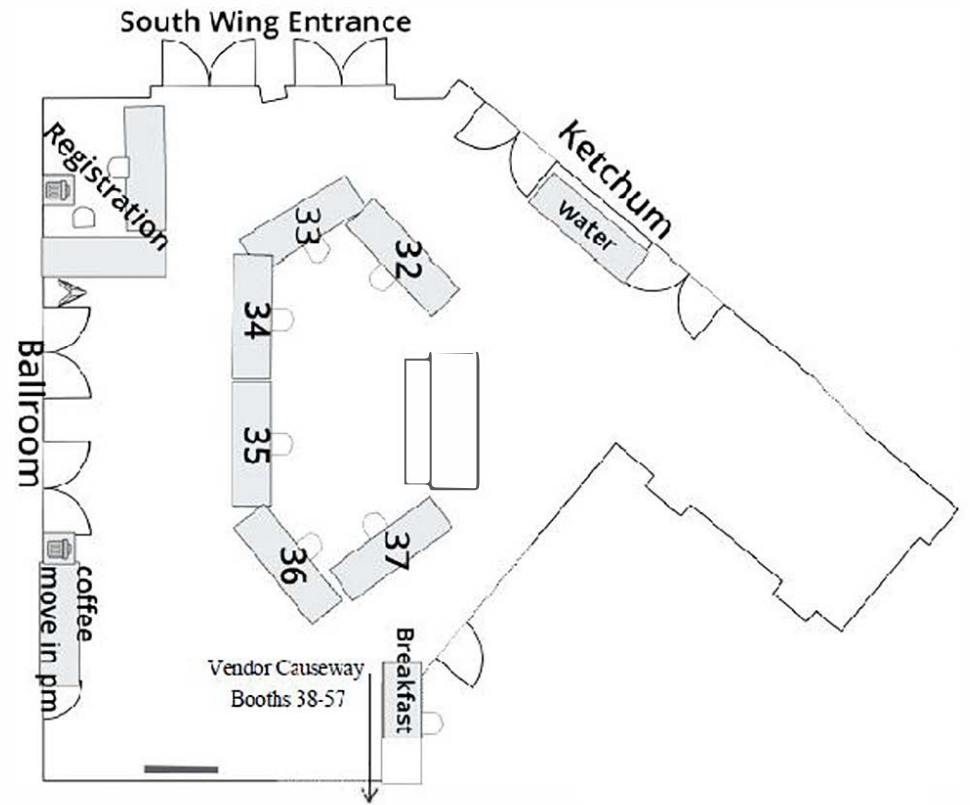 South Wing Entrance
Registration
Ketchum
water
33
32
34
35
36
37
Ballroom
coffee
move in pm
Breakfast
Vendor Causeway
Booths 38-57